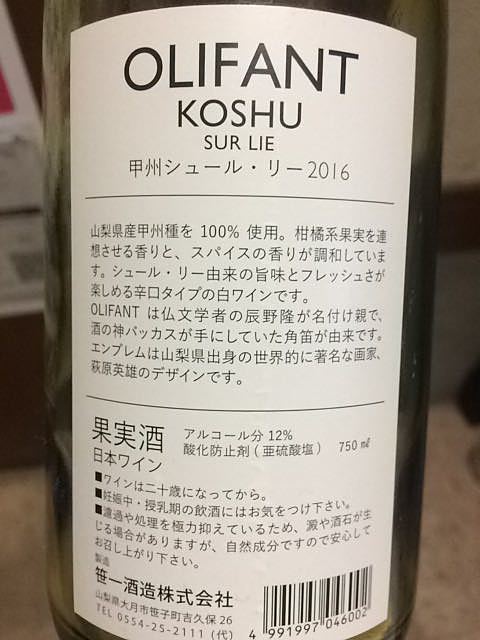 OLIFANT
KOSHU
SUR LIE
甲州シュール・リー2016
山梨県産甲州種を 100% 使用。柑橘系果実を連
想させる香りと、スパイスの香りが調和していま
す。シュール・リー由来の旨味とフレッシュさが
楽しめる辛口タイプの白ワインです。
OLIFANT は仏文学者の辰野隆が名付け親で、
酒の神バッカスが手にしていた角笛が由来です。
エンブレムは山梨県出身の世界的に著名な画家、
萩原英雄のデザインです。
果実酒
日本ワイン
アルコール分 12%
酸化防止剤 ( 亜硫酸塩 ) 750 ㎖
■ワインは二十歳になってから。
■妊娠中・授乳期の飲酒にはお気をつけ下さい。
■濾過や処理を極力抑えているため、澱や酒石が生
じる場合がありますが、自然成分ですので安心して
お召し上がり下さい。
製造
笹一酒造株式会社
山梨県大月市笹子町吉久保 26
TEL 0554-25-2111 (代)
4 991997 046002